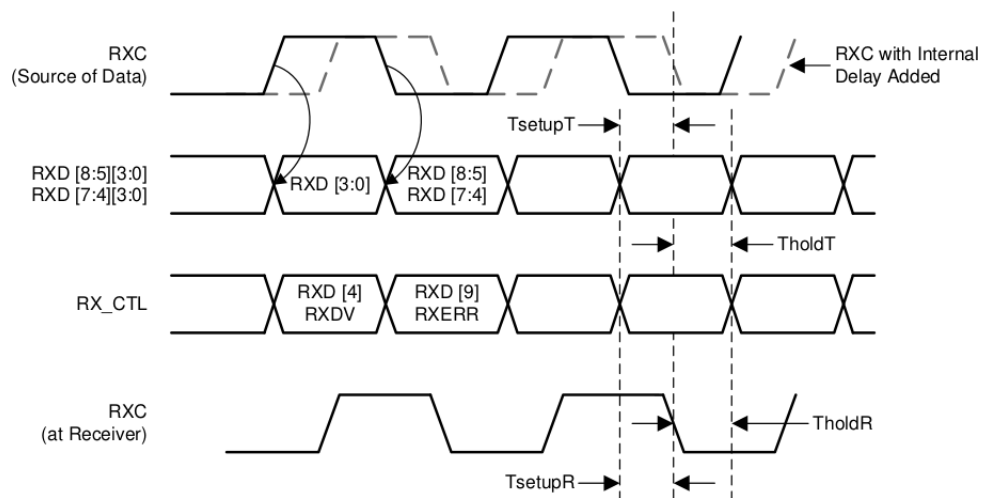 RXC
(Source of Data)
RXC with Internal
Delay Added
TsetupT
RXD [8:5][3:0]
RXD [7:4][3:0]
RXD [3:0]
RXD [8:5]
RXD [7:4]
TholdT
RX_CTL
RXD [4]
RXDV
RXD [9]
RXERR
RXC
(at Receiver)
TholdR
TsetupR